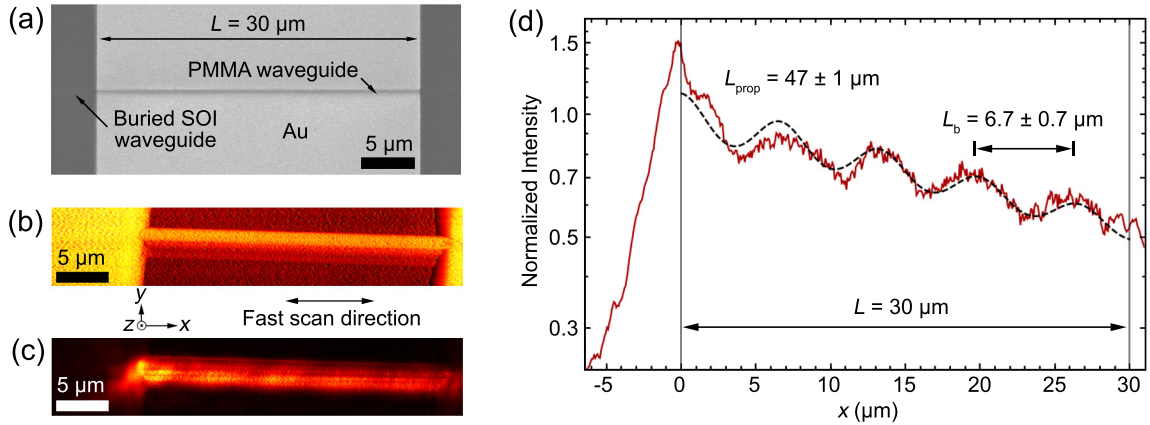 (a)
L = 30 µm
PMMA waveguide
Buried SOI
waveguide
Au
5 µm
(b)
5 µm
y
z
x
Fast scan direction
(c)
5 µm
(d)
Normalized Intensity
1.5
1.0
0.7
0.5
0.3
Lprop = 47 ± 1 µm
Lb = 6.7 ± 0.7 µm
L = 30 µm
-5 0 5 10 15 20 25 30
x (µm)